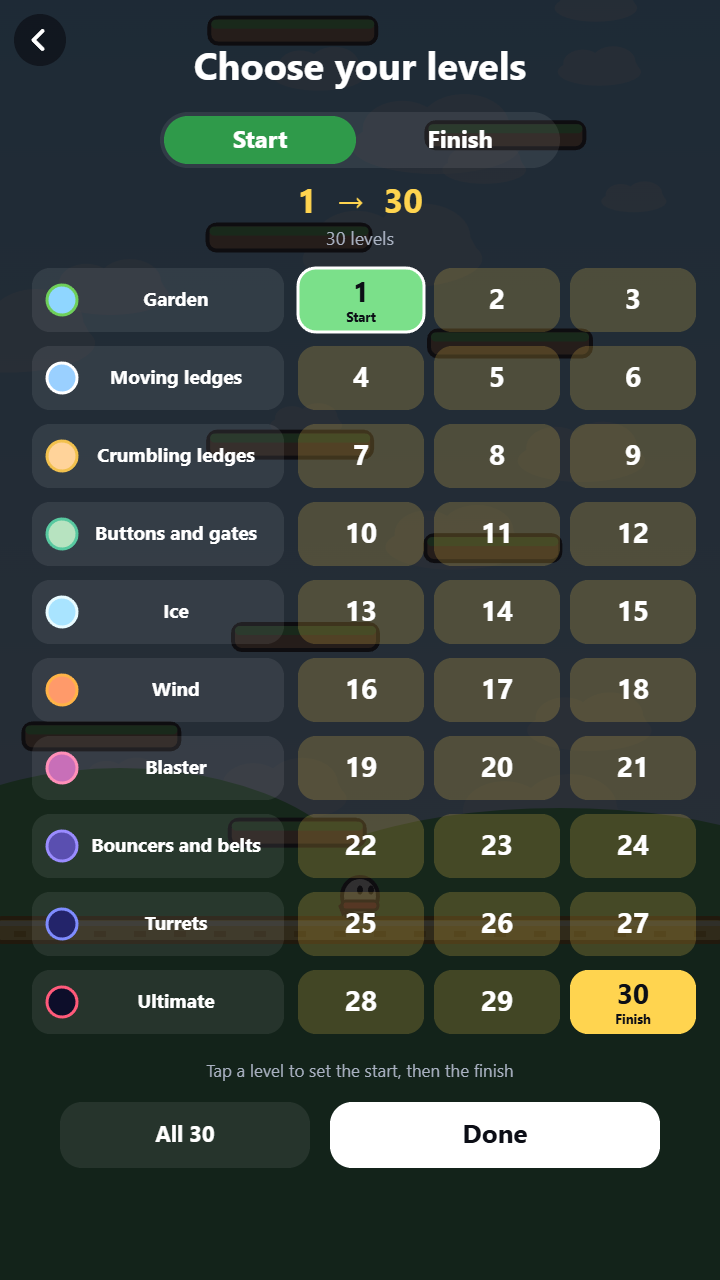 Choose your levels
Start Finish
1 → 30
30 levels
Garden 1 Start 2 3
Moving ledges 4 5 6
Crumbling ledges 7 8 9
Buttons and gates 10 11 12
Ice 13 14 15
Wind 16 17 18
Blaster 19 20 21
Bouncers and belts 22 23 24
Turrets 25 26 27
Ultimate 28 29 30 Finish
Tap a level to set the start, then the finish
All 30 Done